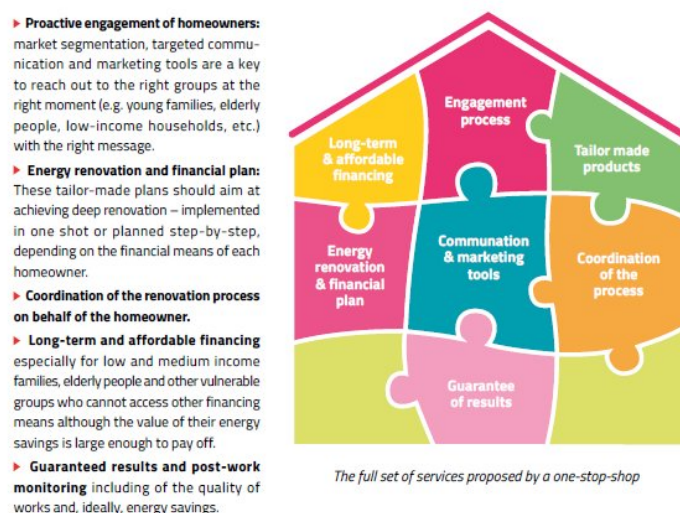 ▶ Proactive engagement of homeowners:
market segmentation, targeted commu-
nication and marketing tools are a key
to reach out to the right groups at the
right moment (e.g. young families, elderly
people, low-income households, etc.)
with the right message.
▶ Energy renovation and financial plan:
These tailor-made plans should aim at
achieving deep renovation – implemented
in one shot or planned step-by-step,
depending on the financial means of each
homeowner.
▶ Coordination of the renovation process
on behalf of the homeowner.
▶ Long-term and affordable financing
especially for low and medium income
families, elderly people and other vulnerable
groups who cannot access other financing
means although the value of their energy
savings is large enough to pay off.
▶ Guaranteed results and post-work
monitoring including of the quality of
works and, ideally, energy savings.
Engagement
process
Long-term
& affordable
financing
Tailor made
products
Energy
renovation
& financial
plan
Communation
& marketing
tools
Coordination
of the
process
Guarantee
of results
The full set of services proposed by a one-stop-shop